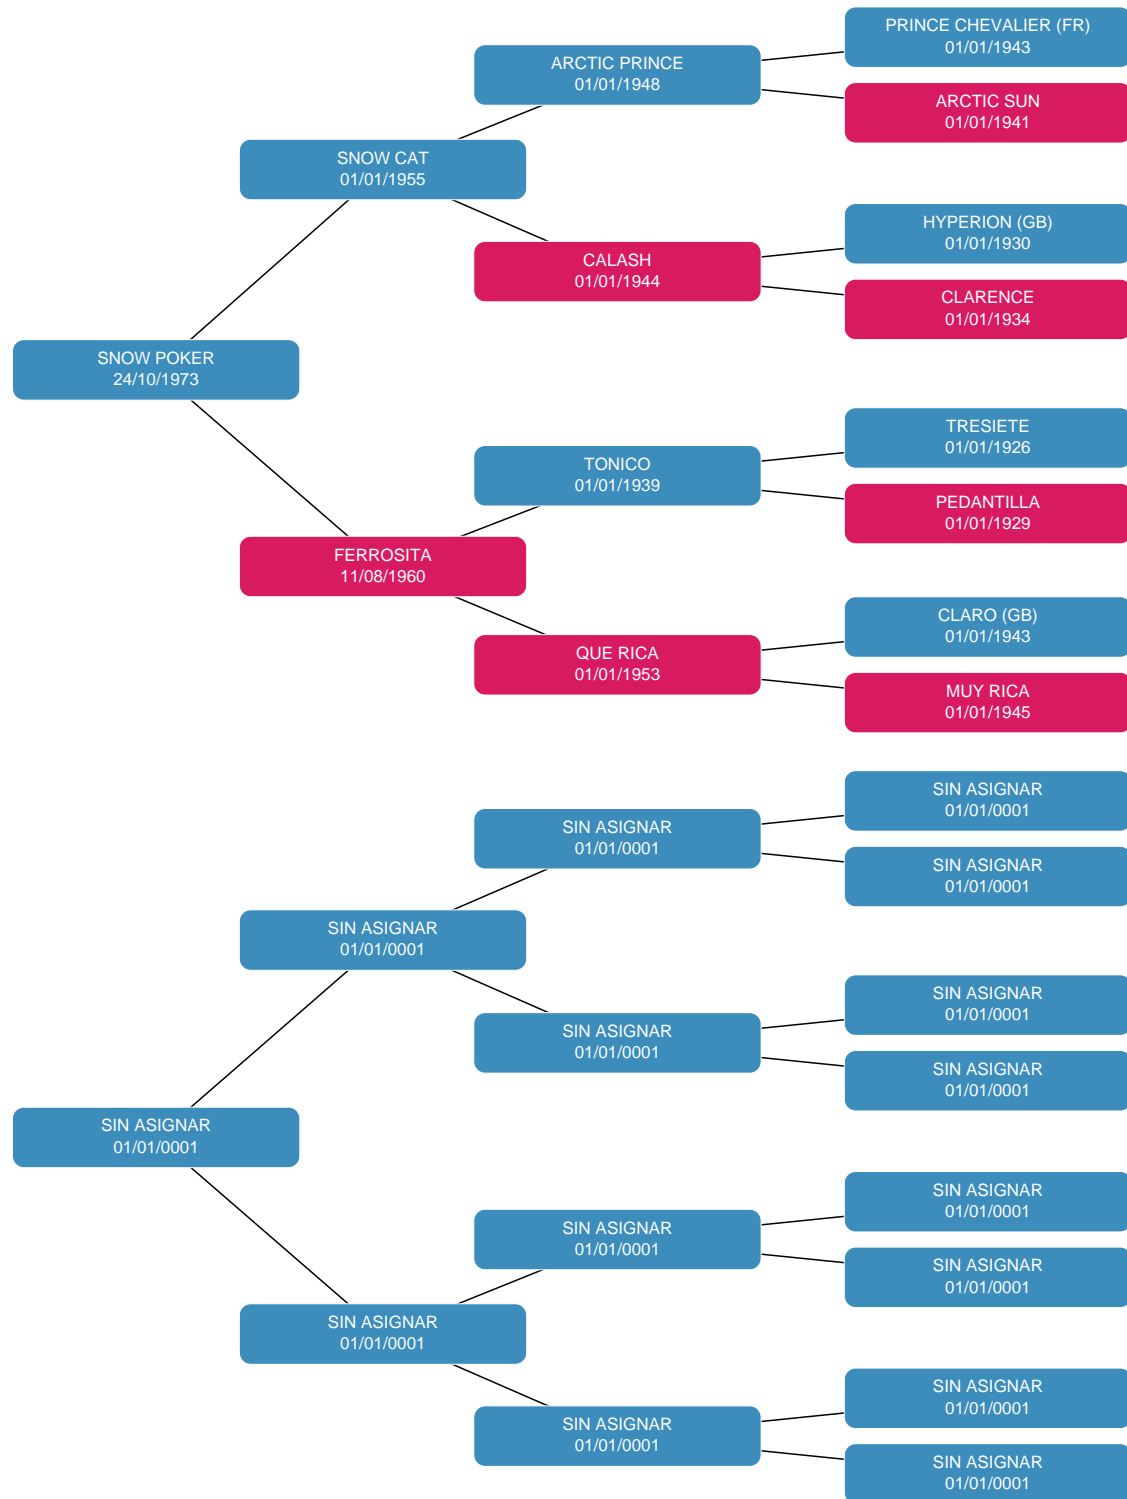 PRINCE CHEVALIER (FR)
01/01/1943
ARCTIC PRINCE
01/01/1948
ARCTIC SUN
01/01/1941
SNOW CAT
01/01/1955
HYPERION (GB)
01/01/1930
CALASH
01/01/1944
CLARENCE
01/01/1934
SNOW POKER
24/10/1973
TRESIETE
01/01/1926
TONICO
01/01/1939
PEDANTILLA
01/01/1929
FERROSITA
11/08/1960
CLARO (GB)
01/01/1943
QUE RICA
01/01/1953
MUY RICA
01/01/1945
SIN ASIGNAR
01/01/0001
SIN ASIGNAR
01/01/0001
SIN ASIGNAR
01/01/0001
SIN ASIGNAR
01/01/0001
SIN ASIGNAR
01/01/0001
SIN ASIGNAR
01/01/0001
SIN ASIGNAR
01/01/0001
SIN ASIGNAR
01/01/0001
SIN ASIGNAR
01/01/0001
SIN ASIGNAR
01/01/0001
SIN ASIGNAR
01/01/0001
SIN ASIGNAR
01/01/0001
SIN ASIGNAR
01/01/0001
SIN ASIGNAR
01/01/0001
SIN ASIGNAR
01/01/0001